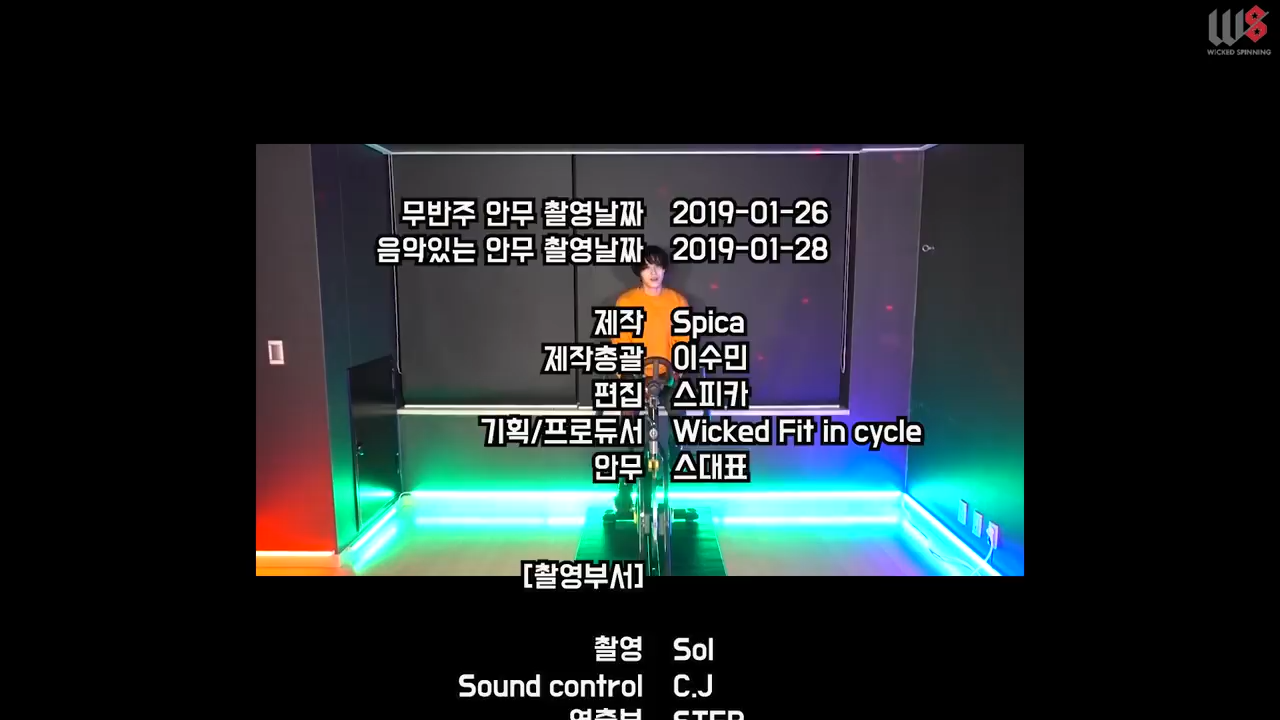 WS
WICKED SPINNING
무반주 안무 촬영날짜 2019-01-26
음악있는 안무 촬영날짜 2019-01-28
제작 Spica
제작총괄 이수민
편집 스피카
기획/프로듀서 Wicked Fit in cycle
안무 스대표
[촬영부서]
촬영 Sol
Sound control C.J